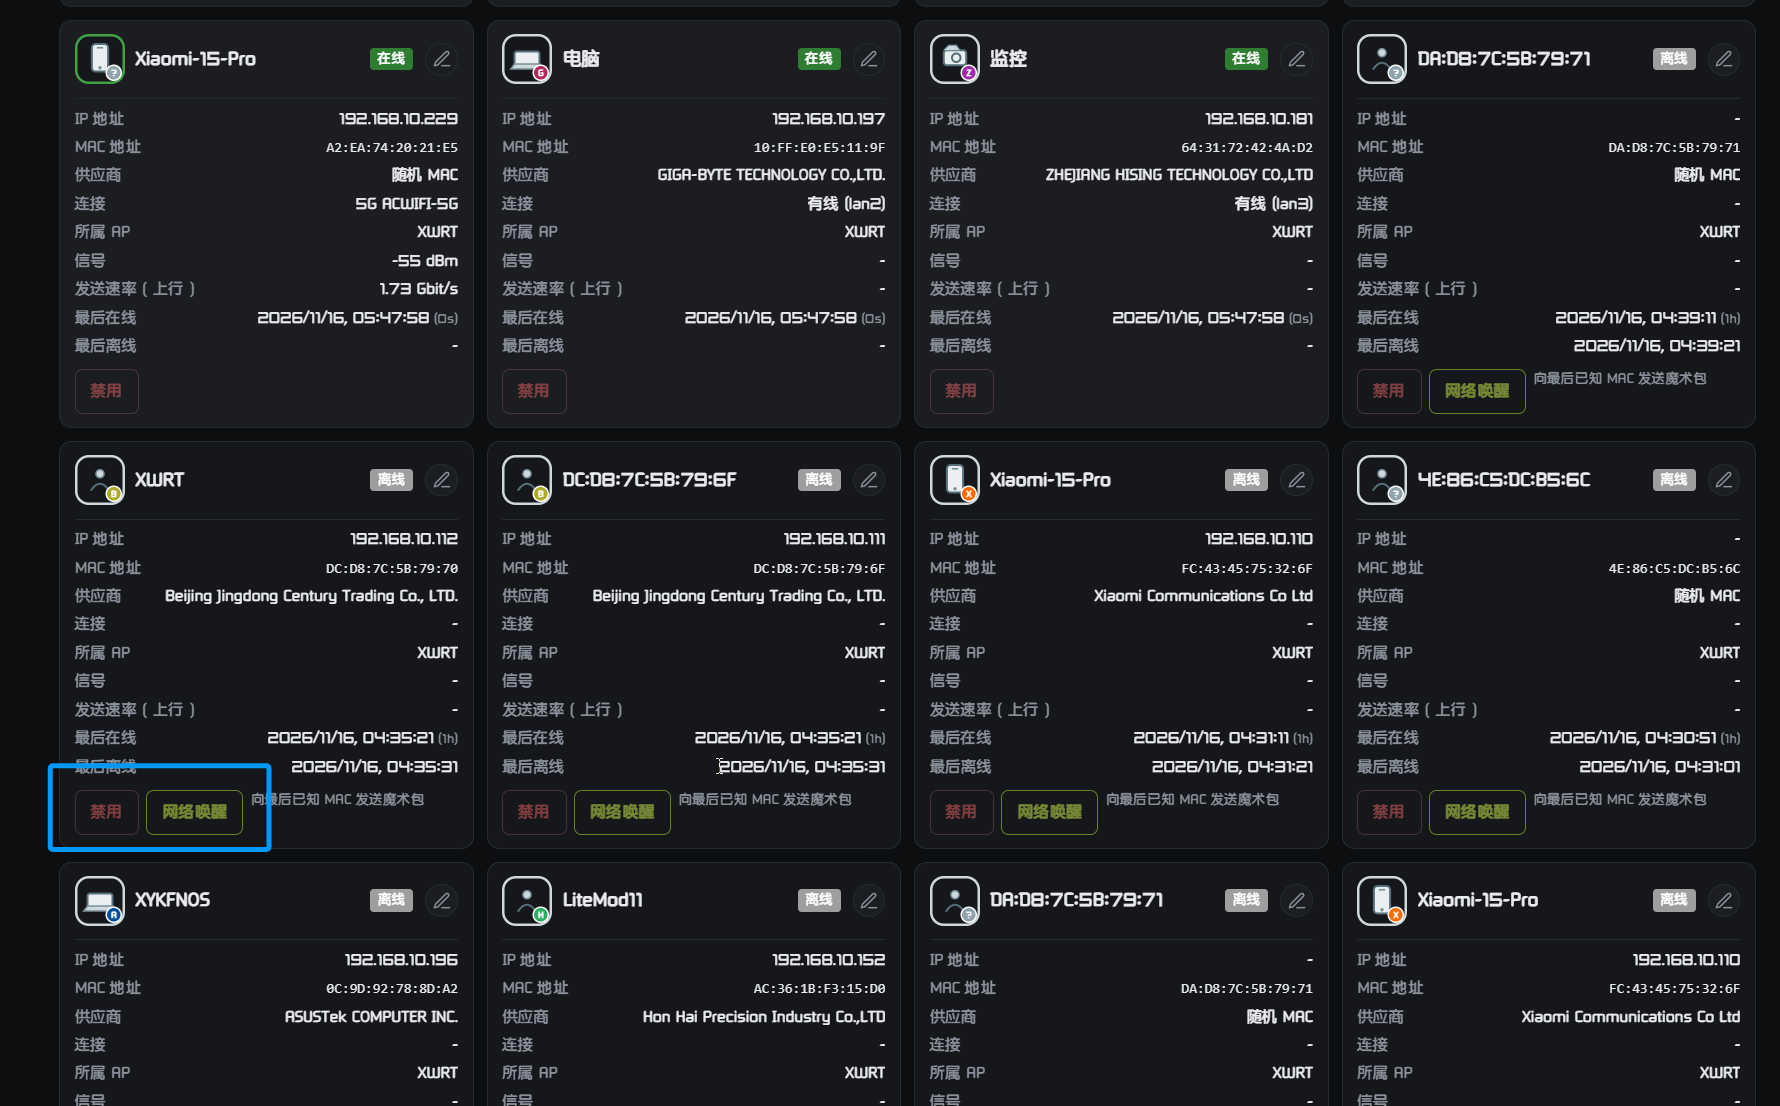 Xiaomi-15-Pro 在线
IP 地址 192.168.10.229
MAC 地址 A2:EA:74:20:21:E5
供应商 随机 MAC
连接 5G ACWIFI-5G
所属 AP XWRT
信号 -55 dBm
发送速率 ( 上行 ) 1.73 Gbit/s
最后在线 2026/11/16, 05:47:58 (0s)
最后离线 -
禁用
电脑 在线
IP 地址 192.168.10.197
MAC 地址 10:FF:E0:E5:11:9F
供应商 GIGA-BYTE TECHNOLOGY CO.,LTD.
连接 有线 (lan2)
所属 AP XWRT
信号 -
发送速率 ( 上行 ) -
最后在线 2026/11/16, 05:47:58 (0s)
最后离线 -
禁用
监控 在线
IP 地址 192.168.10.181
MAC 地址 64:31:72:42:4A:D2
供应商 ZHEJIANG HISING TECHNOLOGY CO.,LTD
连接 有线 (lan3)
所属 AP XWRT
信号 -
发送速率 ( 上行 ) -
最后在线 2026/11/16, 05:47:58 (0s)
最后离线 -
禁用
DA:D8:7C:5B:79:71 离线
IP 地址 -
MAC 地址 DA:D8:7C:5B:79:71
供应商 随机 MAC
连接 -
所属 AP XWRT
信号 -
发送速率 ( 上行 ) -
最后在线 2026/11/16, 04:39:11 (1h)
最后离线 2026/11/16, 04:39:21
禁用 网络唤醒 向最后已知 MAC 发送魔术包
XWRT 离线
IP 地址 192.168.10.112
MAC 地址 DC:D8:7C:5B:79:70
供应商 Beijing Jingdong Century Trading Co., LTD.
连接 -
所属 AP XWRT
信号 -
发送速率 ( 上行 ) -
最后在线 2026/11/16, 04:35:21 (1h)
最后离线 2026/11/16, 04:35:31
禁用 网络唤醒 向最后已知 MAC 发送魔术包
DC:D8:7C:5B:79:6F 离线
IP 地址 192.168.10.111
MAC 地址 DC:D8:7C:5B:79:6F
供应商 Beijing Jingdong Century Trading Co., LTD.
连接 -
所属 AP XWRT
信号 -
发送速率 ( 上行 ) -
最后在线 2026/11/16, 04:35:21 (1h)
最后离线 2026/11/16, 04:35:31
禁用 网络唤醒 向最后已知 MAC 发送魔术包
Xiaomi-15-Pro 离线
IP 地址 192.168.10.110
MAC 地址 FC:43:45:75:32:6F
供应商 Xiaomi Communications Co Ltd
连接 -
所属 AP XWRT
信号 -
发送速率 ( 上行 ) -
最后在线 2026/11/16, 04:31:11 (1h)
最后离线 2026/11/16, 04:31:21
禁用 网络唤醒 向最后已知 MAC 发送魔术包
4E:86:C5:DC:B5:6C 离线
IP 地址 -
MAC 地址 4E:86:C5:DC:B5:6C
供应商 随机 MAC
连接 -
所属 AP XWRT
信号 -
发送速率 ( 上行 ) -
最后在线 2026/11/16, 04:30:51 (1h)
最后离线 2026/11/16, 04:31:01
禁用 网络唤醒 向最后已知 MAC 发送魔术包
XYKFNOS 离线
IP 地址 192.168.10.196
MAC 地址 0C:9D:92:78:8D:A2
供应商 ASUSTek COMPUTER INC.
连接 -
所属 AP XWRT
信号 -
LiteMod11 离线
IP 地址 192.168.10.152
MAC 地址 AC:36:1B:F3:15:D0
供应商 Hon Hai Precision Industry Co.,LTD
连接 -
所属 AP XWRT
信号 -
DA:D8:7C:5B:79:71 离线
IP 地址 -
MAC 地址 DA:D8:7C:5B:79:71
供应商 随机 MAC
连接 -
所属 AP XWRT
信号 -
Xiaomi-15-Pro 离线
IP 地址 192.168.10.110
MAC 地址 FC:43:45:75:32:6F
供应商 Xiaomi Communications Co Ltd
连接 -
所属 AP XWRT
信号 -